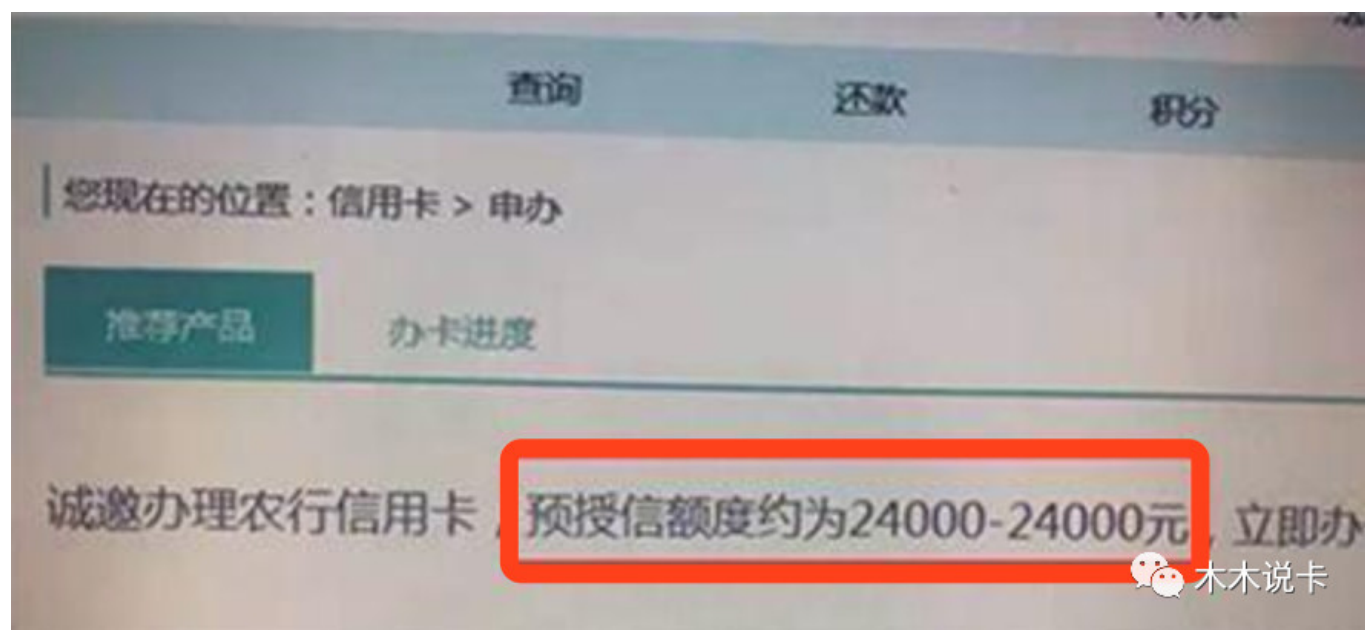 查询 还款 积分
您现在的位置：信用卡 > 申办
推荐产品 办卡进度
诚邀办理农行信用卡，预授信额度约为24000-24000元，立即办
木木说卡